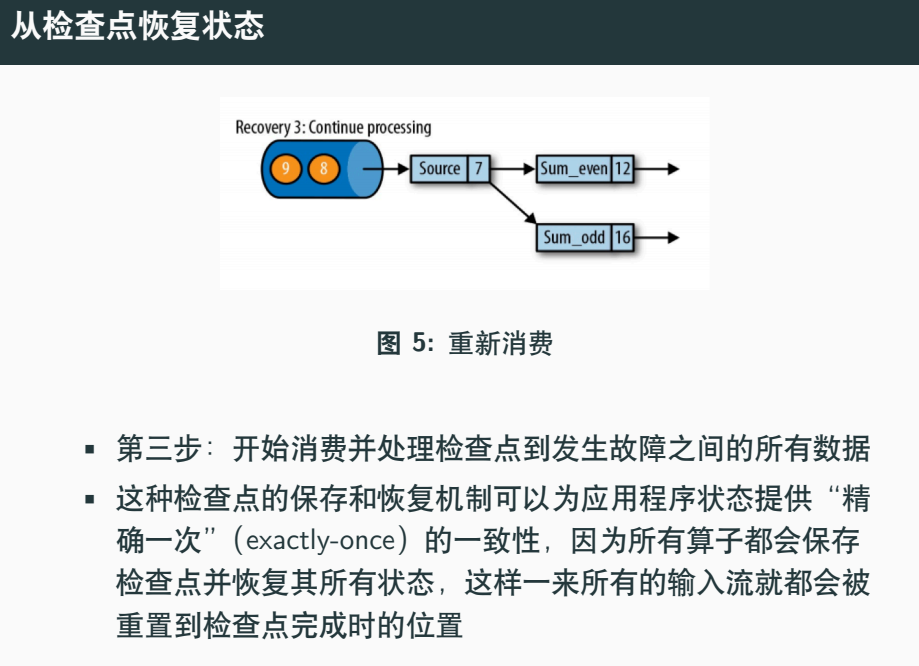 从检查点恢复状态
Recovery 3: Continue processing
9 8 Source 7 Sum_even 12
Sum_odd 16
图 5: 重新消费
▪ 第三步：开始消费并处理检查点到发生故障之间的所有数据
▪ 这种检查点的保存和恢复机制可以为应用程序状态提供“精
确一次”（exactly-once）的一致性，因为所有算子都会保存
检查点并恢复其所有状态，这样一来所有的输入流就都会被
重置到检查点完成时的位置